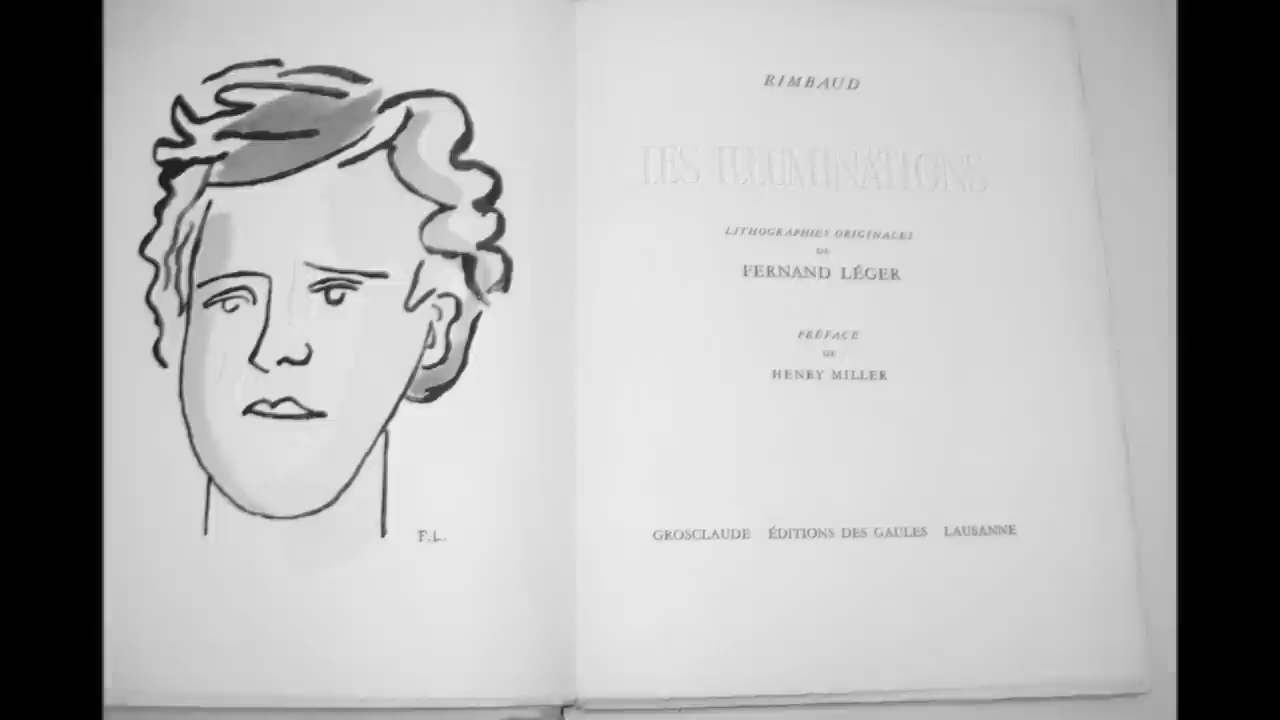 F.L.
RIMBAUD
LES ILLUMINATIONS
LITHOGRAPHIES ORIGINALES
DE
FERNAND LÉGER
PRÉFACE
DE
HENRY MILLER
GROSCLAUDE ÉDITIONS DES GAULES LAUSANNE